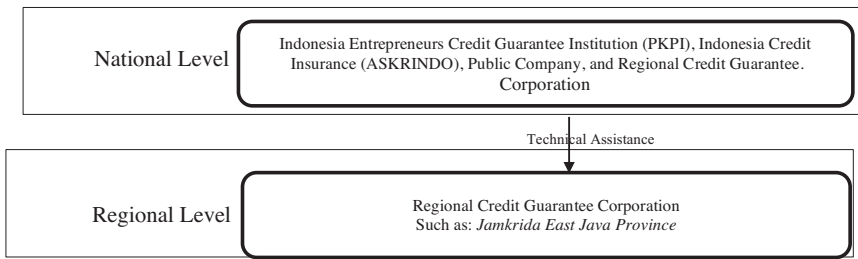 National Level
Indonesia Entrepreneurs Credit Guarantee Institution (PKPI), Indonesia Credit
Insurance (ASKRINDO), Public Company, and Regional Credit Guarantee.
Corporation
Technical Assistance
Regional Level
Regional Credit Guarantee Corporation
Such as: Jamkrida East Java Province